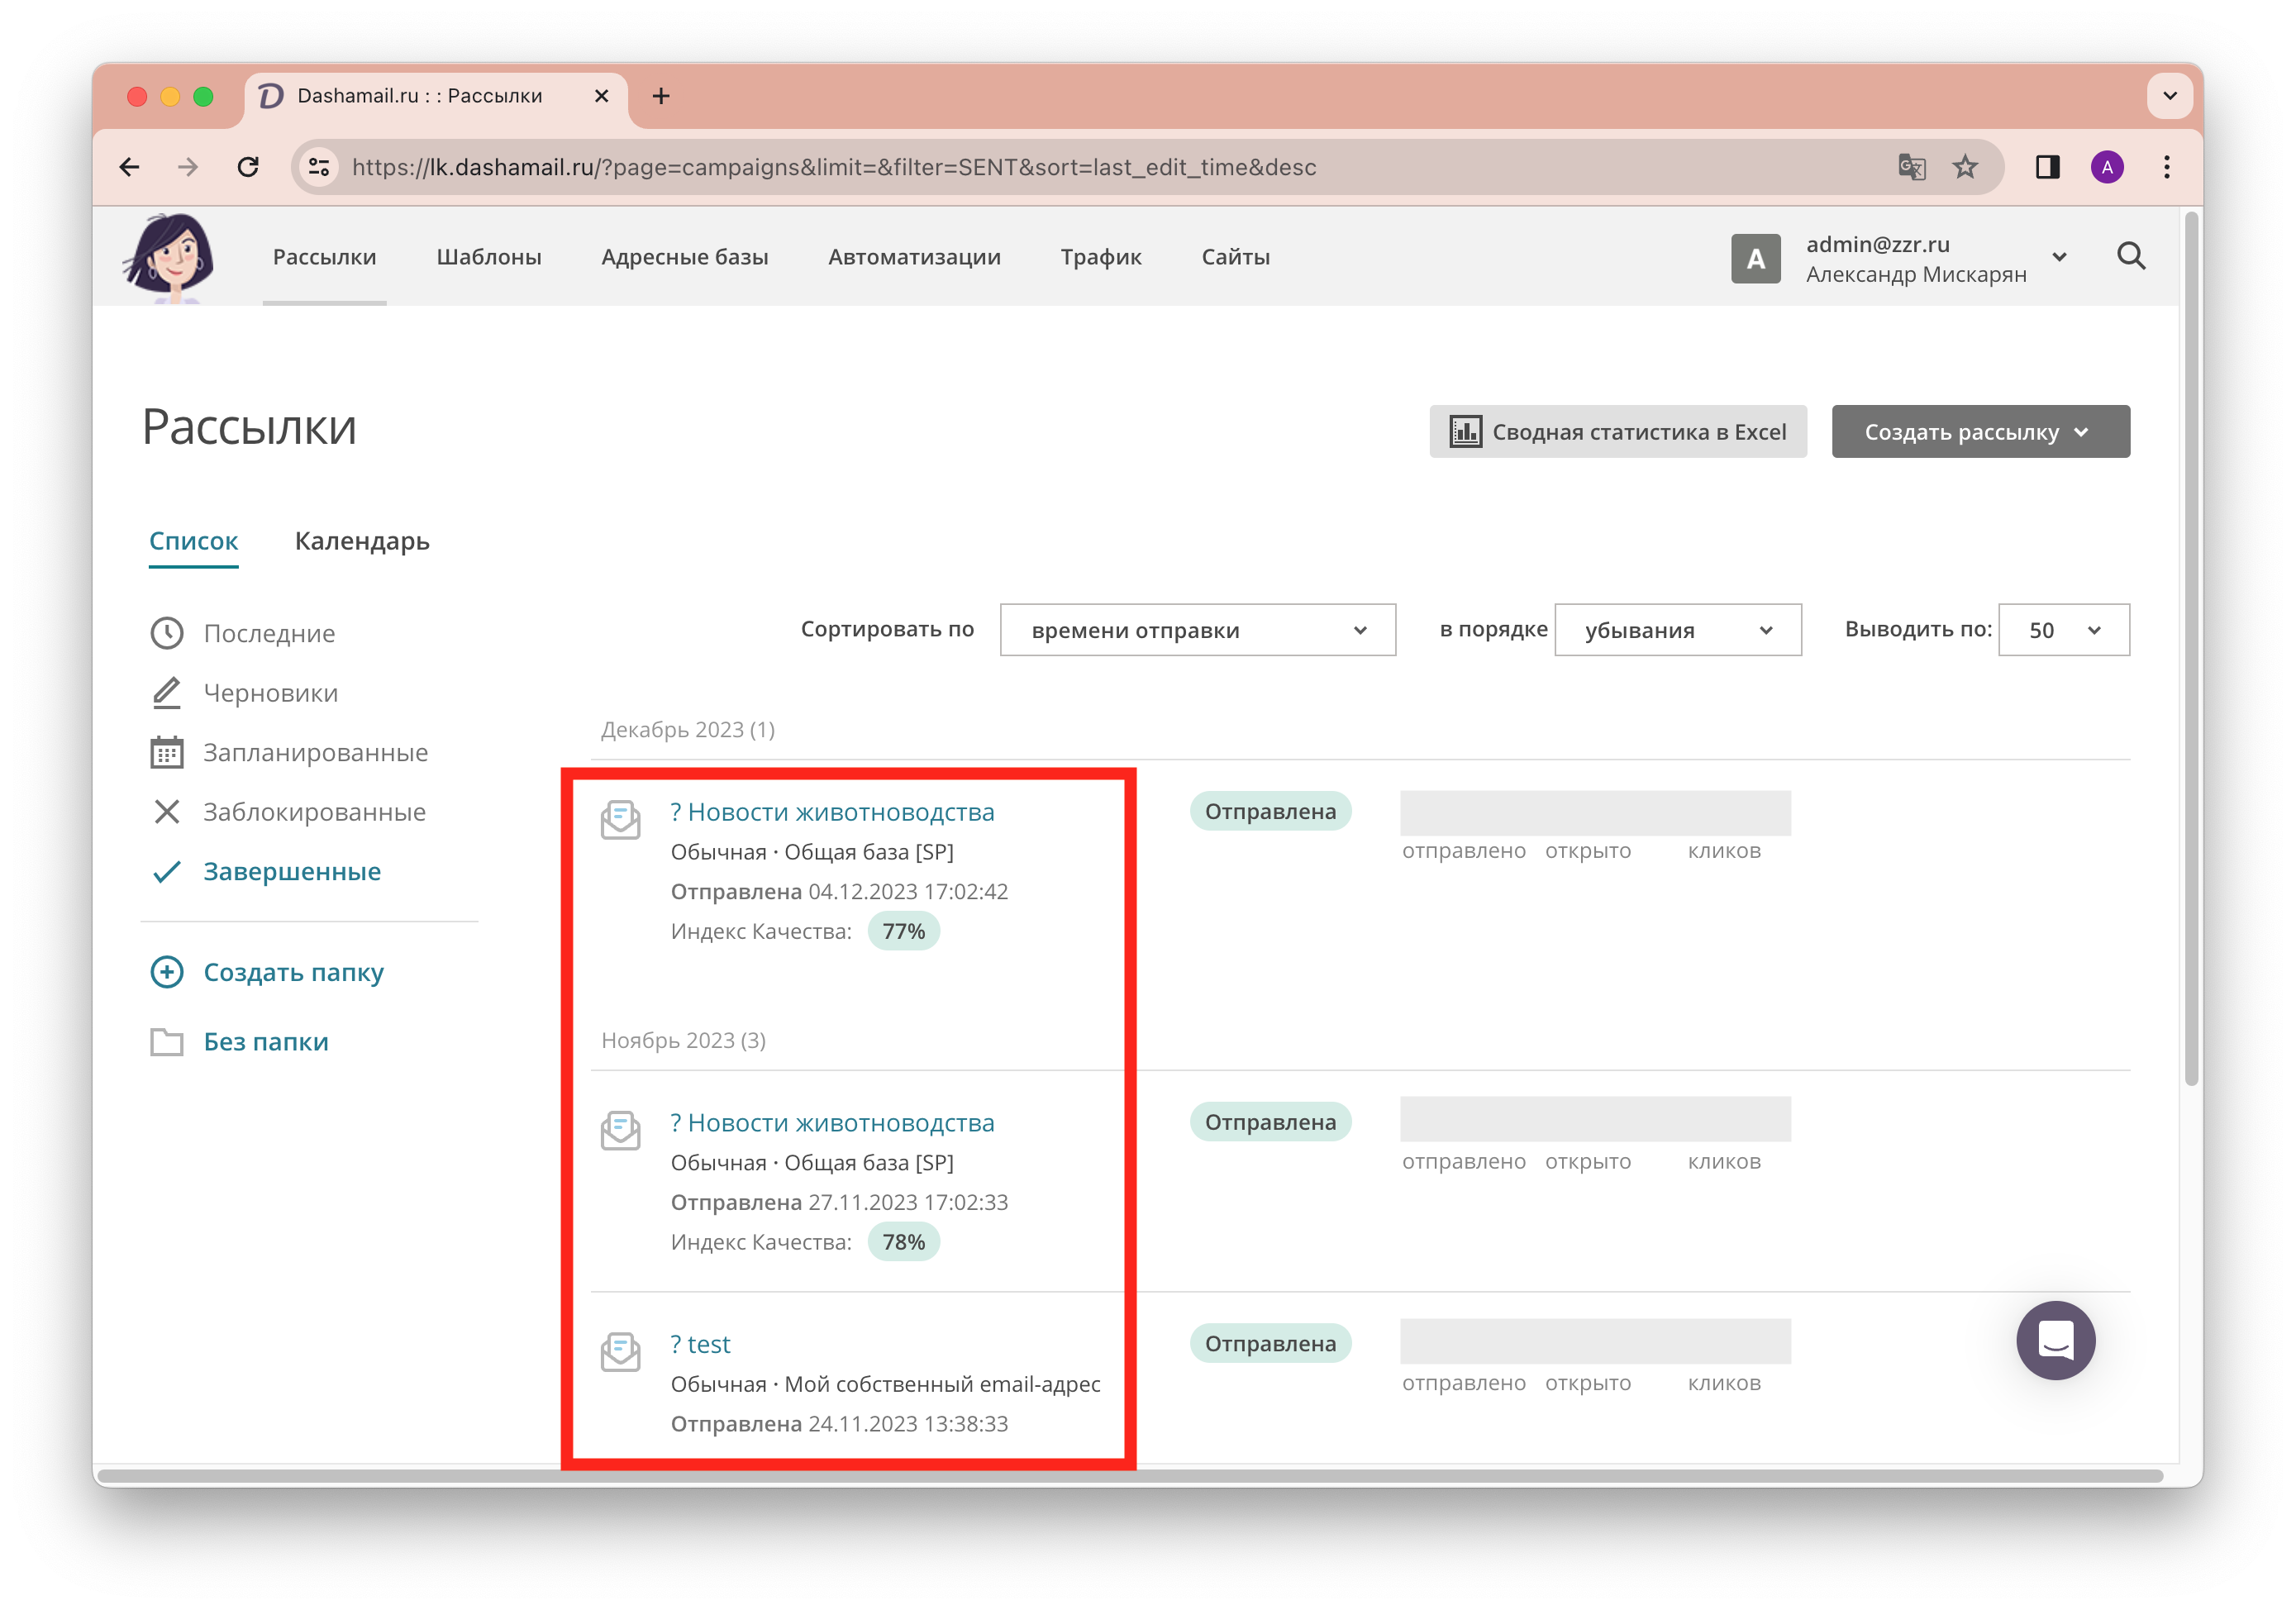 Dashamail.ru : : Рассылки
https://lk.dashamail.ru/?page=campaigns&limit=&filter=SENT&sort=last_edit_time&desc
A
Рассылки Шаблоны Адресные базы Автоматизации Трафик Сайты
A
admin@zzr.ru
Александр Мискарян
Рассылки
Сводная статистика в Excel
Создать рассылку
Список Календарь
Последние
Черновики
Запланированные
Заблокированные
Завершенные
Создать папку
Без папки
Сортировать по времени отправки в порядке убывания Выводить по: 50
Декабрь 2023 (1)
? Новости животноводства
Обычная · Общая база [SP]
Отправлена 04.12.2023 17:02:42
Индекс Качества: 77%
Отправлена
отправлено открыто кликов
Ноябрь 2023 (3)
? Новости животноводства
Обычная · Общая база [SP]
Отправлена 27.11.2023 17:02:33
Индекс Качества: 78%
Отправлена
отправлено открыто кликов
? test
Обычная · Мой собственный email-адрес
Отправлена 24.11.2023 13:38:33
Отправлена
отправлено открыто кликов